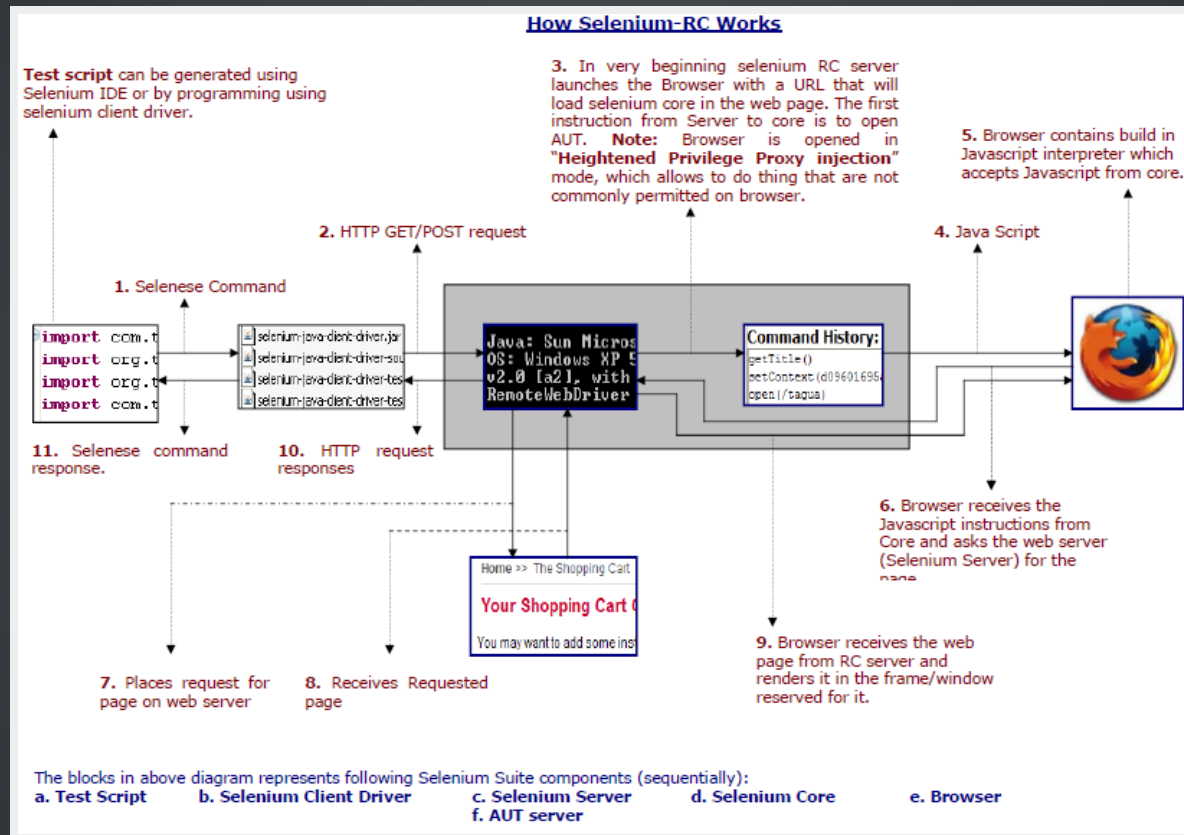 How Selenium-RC Works
Test script can be generated using
Selenium IDE or by programming using
selenium client driver.
3. In very beginning selenium RC server
launches the Browser with a URL that will
load selenium core in the web page. The first
instruction from Server to core is to open
AUT. Note: Browser is opened in
“Heightened Privilege Proxy injection”
mode, which allows to do thing that are not
commonly permitted on browser.
5. Browser contains build in
Javascript interpreter which
accepts Javascript from core.
2. HTTP GET/POST request
4. Java Script
1. Selenese Command
import com.t
import org.t
import org.t
import com.t
selenium-java-client-driver.jar
selenium-java-client-driver-sou
selenium-java-client-driver-tes
selenium-java-client-driver-tes
Java: Sun Micros
OS: Windows XP 5
v2.0 [a2], with
RemoteWebDriver
Command History:
getTitle()
setContext(d09601695
open(/tagua)
11. Selenese command
response.
10. HTTP request
responses
6. Browser receives the
Javascript instructions from
Core and asks the web server
(Selenium Server) for the
page
Home >> The Shopping Cart
Your Shopping Cart
You may want to add some ins
9. Browser receives the web
page from RC server and
renders it in the frame/window
reserved for it.
7. Places request for
page on web server
8. Receives Requested
page
The blocks in above diagram represents following Selenium Suite components (sequentially):
a. Test Script b. Selenium Client Driver c. Selenium Server d. Selenium Core e. Browser
f. AUT server